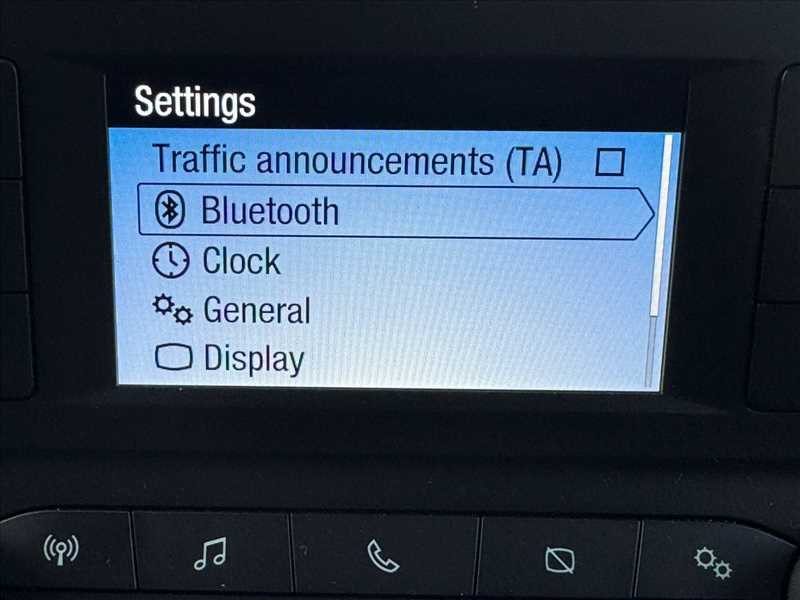 Settings
Traffic announcements (TA)
Bluetooth
Clock
General
Display